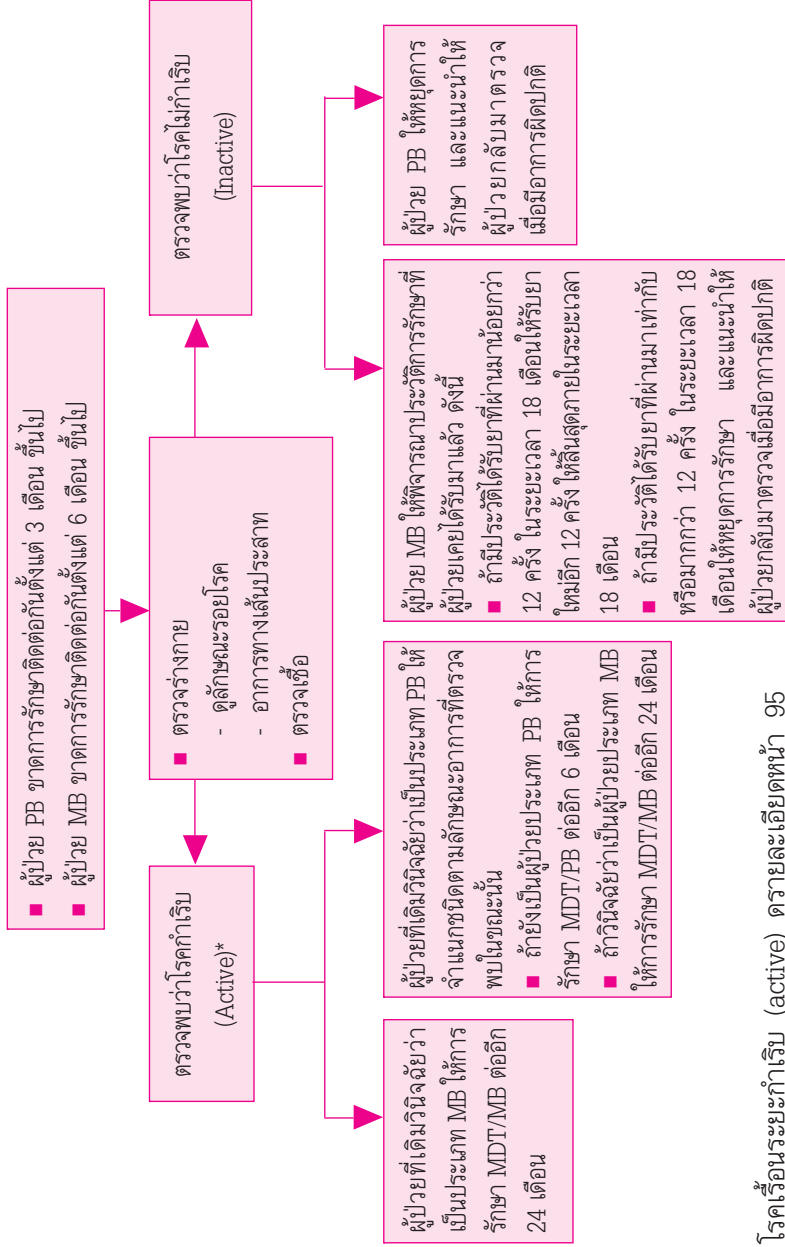 ■ ผู้ป่วย PB ขาดการรักษาติดต่อกันตั้งแต่ 3 เดือน ขึ้นไป
■ ผู้ป่วย MB ขาดการรักษาติดต่อกันตั้งแต่ 6 เดือน ขึ้นไป
■ ตรวจร่างกาย
- ดูลักษณะรอยโรค
- อาการทางเส้นประสาท
■ ตรวจเชื้อ
ตรวจพบว่าโรคกำเริบ
(Active)*
ตรวจพบว่าโรคไม่กำเริบ
(Inactive)
ผู้ป่วยที่เดิมวินิจฉัยว่า
เป็นประเภท MB ให้การ
รักษา MDT/MB ต่ออีก
24 เดือน
ผู้ป่วยที่เดิมวินิจฉัยว่าเป็นประเภท PB ให้
จำแนกชนิดตามลักษณะอาการที่ตรวจ
พบในขณะนั้น
■ ถ้ายังเป็นผู้ป่วยประเภท PB ให้การ
รักษา MDT/PB ต่ออีก 6 เดือน
■ ถ้าวินิจฉัยว่าเป็นผู้ป่วยประเภท MB
ให้การรักษา MDT/MB ต่ออีก 24 เดือน
ผู้ป่วย MB ให้พิจารณาประวัติการรักษาที่
ผู้ป่วยเคยได้รับมาแล้ว ดังนี้
■ ถ้ามีประวัติได้รับยาที่ผ่านมาน้อยกว่า
12 ครั้ง ในระยะเวลา 18 เดือนให้รับยา
ใหม่อีก 12 ครั้ง ให้สิ้นสุดภายในระยะเวลา
18 เดือน
■ ถ้ามีประวัติได้รับยาที่ผ่านมาเท่ากับ
หรือมากกว่า 12 ครั้ง ในระยะเวลา 18
เดือนให้หยุดการรักษา และแนะนำให้
ผู้ป่วยกลับมาตรวจเมื่อมีอาการผิดปกติ
ผู้ป่วย PB ให้หยุดการ
รักษา และแนะนำให้
ผู้ป่วยกลับมาตรวจ
เมื่อมีอาการผิดปกติ
โรคเรื้อนระยะกำเริบ (active) ดูรายละเอียดหน้า 95